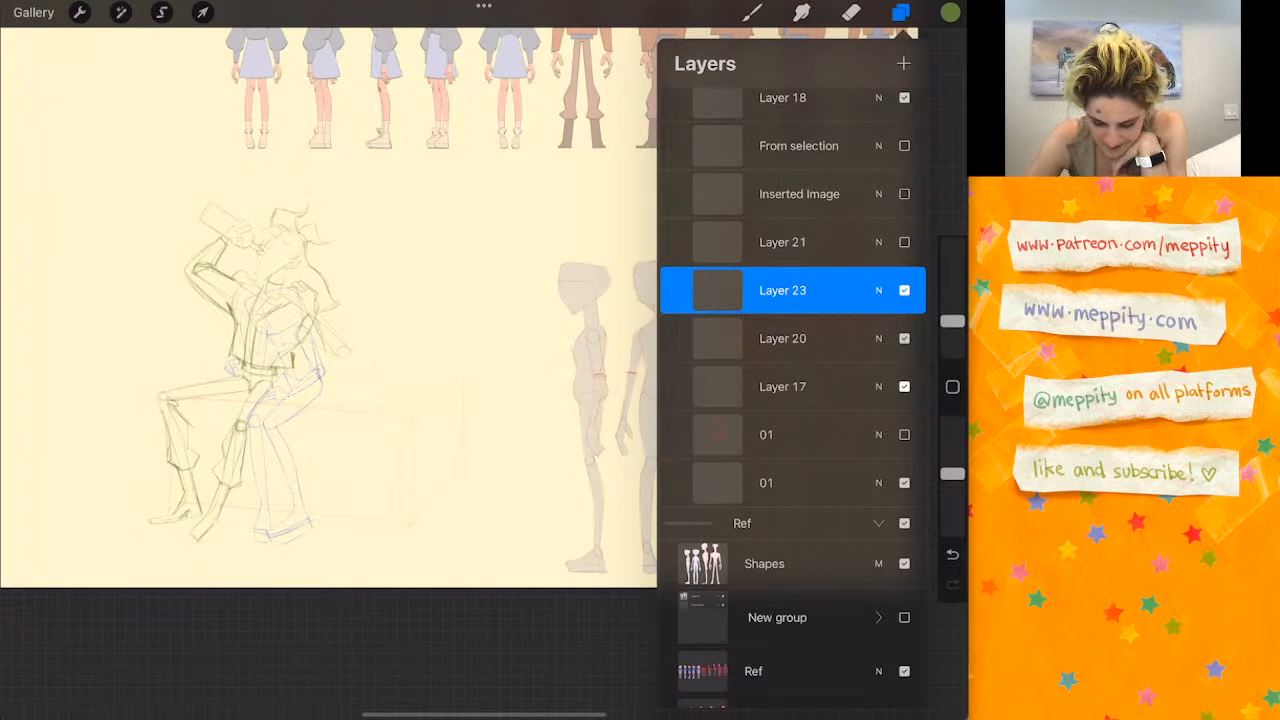 Gallery
Layers
Layer 18 N
From selection N
Inserted Image N
Layer 21 N
Layer 23 N
Layer 20 N
Layer 17 N
01 N
01 N
Ref
Shapes M
New group
Ref N
www.patreon.com/meppity
www.meppity.com
@meppity on all platforms
like and subscribe!